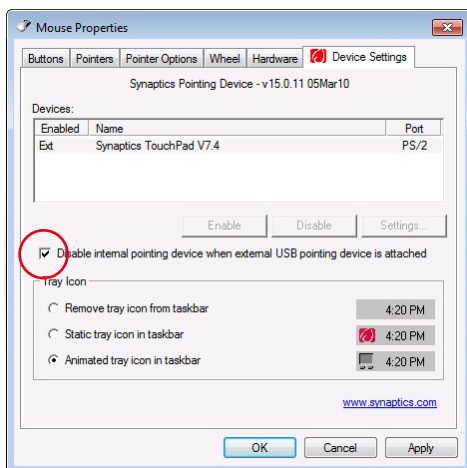 Mouse Properties
Buttons Pointers Pointer Options Wheel Hardware Device Settings
Synaptics Pointing Device - v15.0.11 05Mar10
Devices:
Enabled Name Port
Ext Synaptics TouchPad V7.4 PS/2
Enable Disable Settings...
Disable internal pointing device when external USB pointing device is attached
Tray Icon
Remove tray icon from taskbar 4:20 PM
Static tray icon in taskbar 4:20 PM
Animated tray icon in taskbar 4:20 PM
www.synaptics.com
OK Cancel Apply